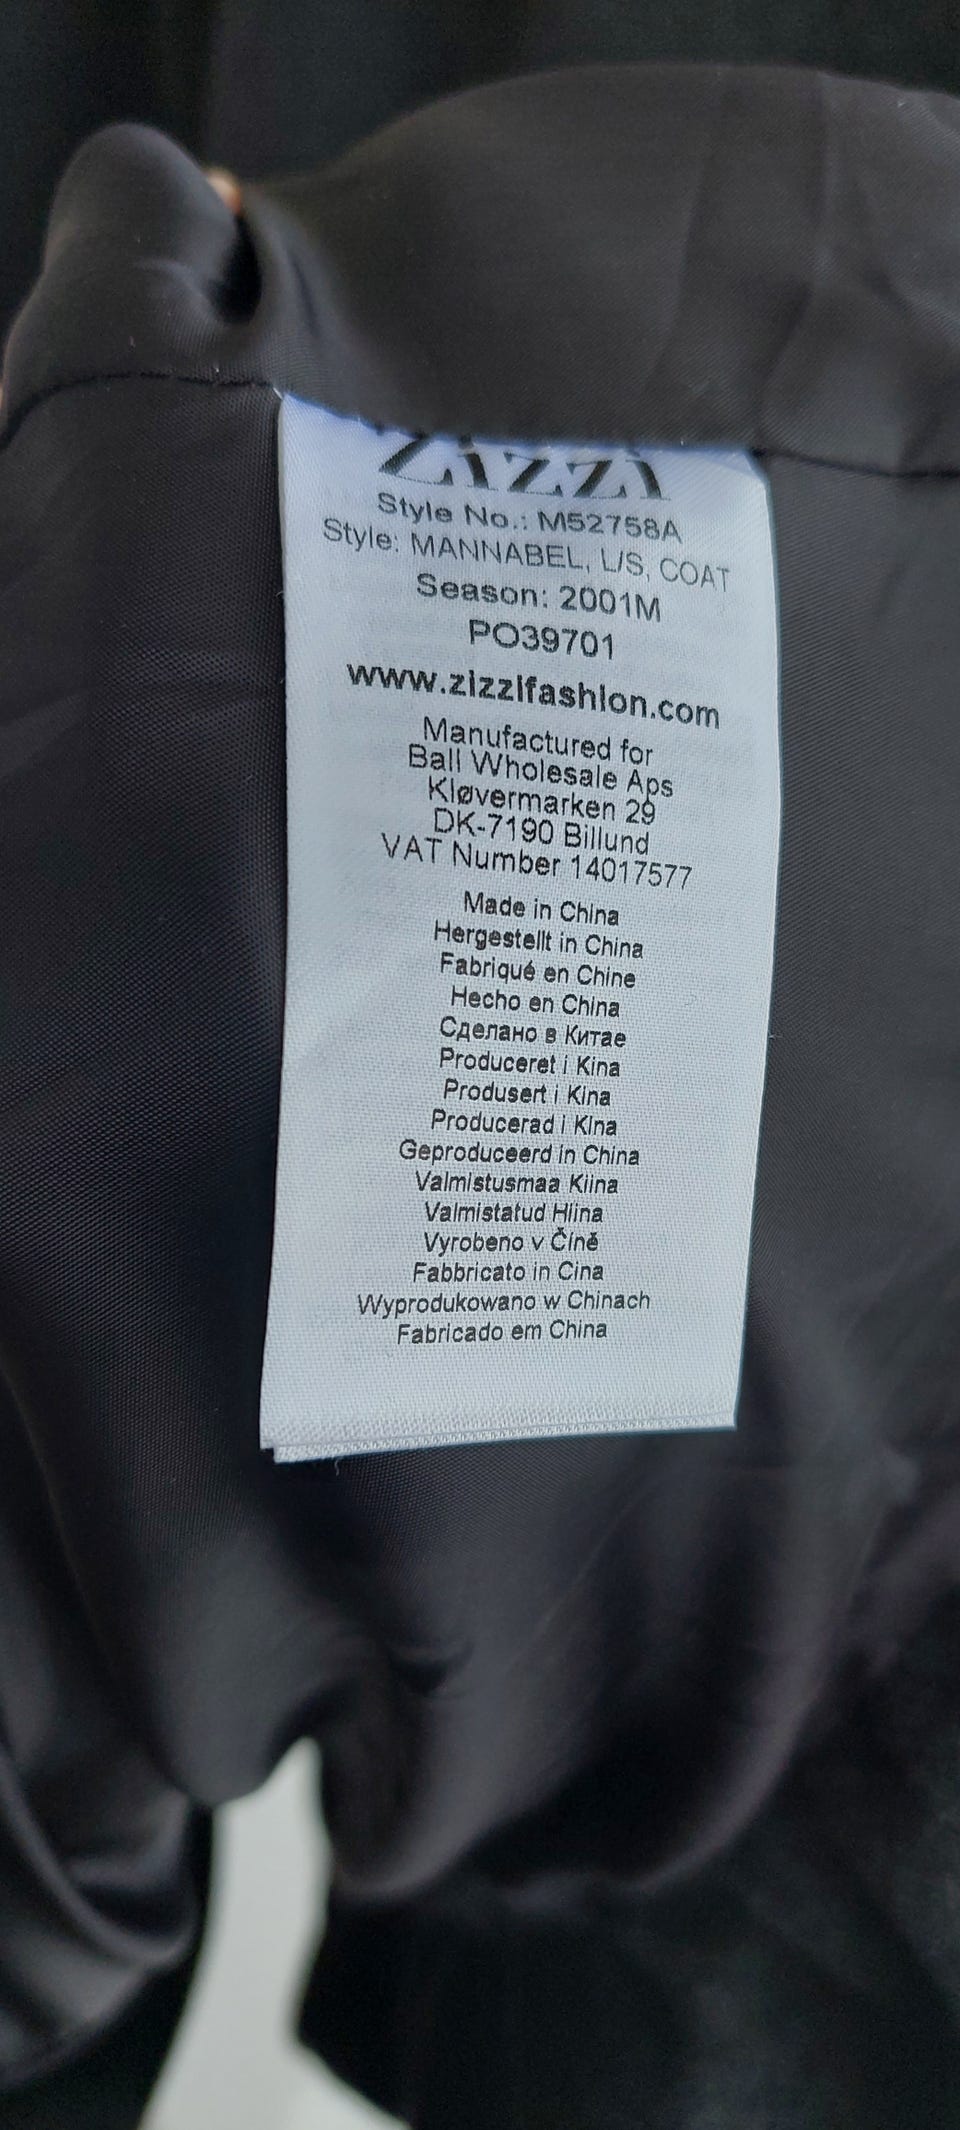 Zizzi
Style No.: M52758A
Style: MANNABEL, L/S, COAT
Season: 2001M
PO39701
www.zizzifashion.com
Manufactured for
Ball Wholesale Aps
Kløvermarken 29
DK-7190 Billund
VAT Number 14017577
Made in China
Hergestellt in China
Fabriqué en Chine
Hecho en China
Сделано в Китае
Produceret i Kina
Produsert i Kina
Producerad i Kina
Geproduceerd in China
Valmistusmaa Kiina
Valmistatud Hiina
Vyrobeno v Číně
Fabbricato in Cina
Wyprodukowano w Chinach
Fabricado em China